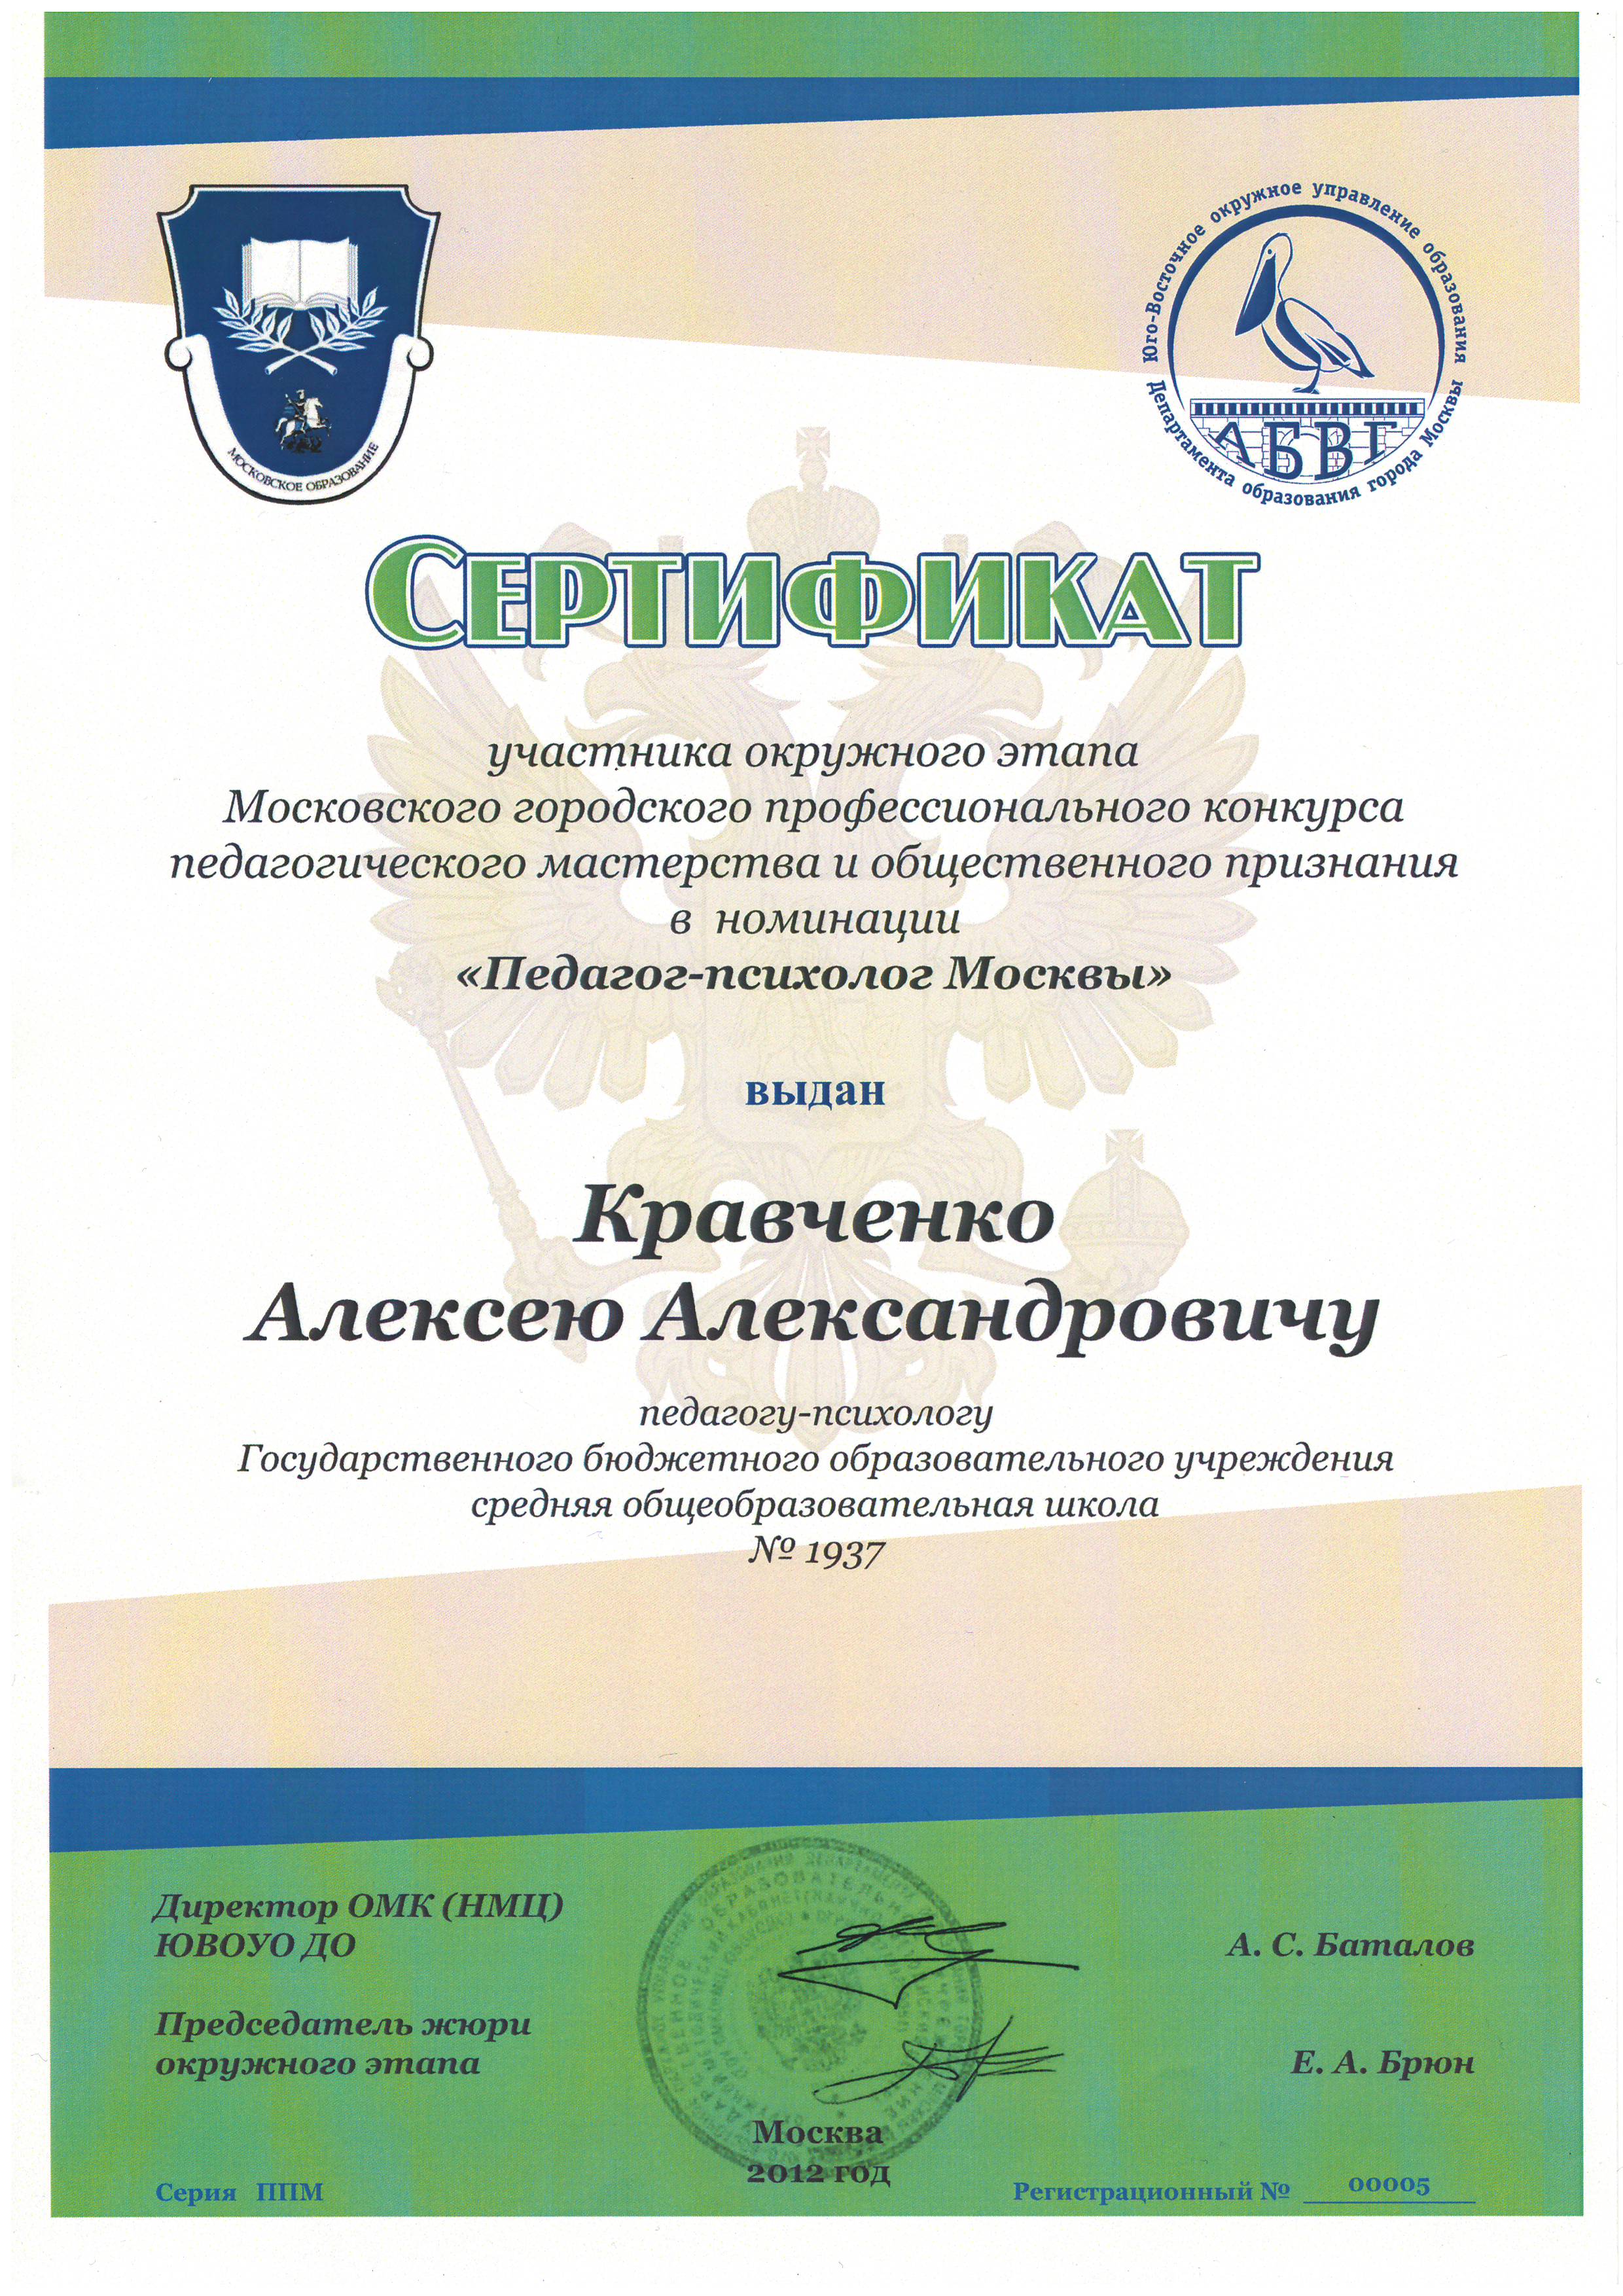 МОСКОВСКОЕ ОБРАЗОВАНИЕ
Юго-Восточное окружное управление образования
Департамента образования города Москвы
АБВГ
СЕРТИФИКАТ
участника окружного этапа
Московского городского профессионального конкурса
педагогического мастерства и общественного признания
в номинации
«Педагог-психолог Москвы»
выдан
Кравченко
Алексею Александровичу
педагогу-психологу
Государственного бюджетного образовательного учреждения
средняя общеобразовательная школа
№ 1937
Директор ОМК (НМЦ)
ЮВОУО ДО
А. С. Баталов
Председатель жюри
окружного этапа
Е. А. Брюн
Москва
2012 год
Серия ППМ
Регистрационный № 00005